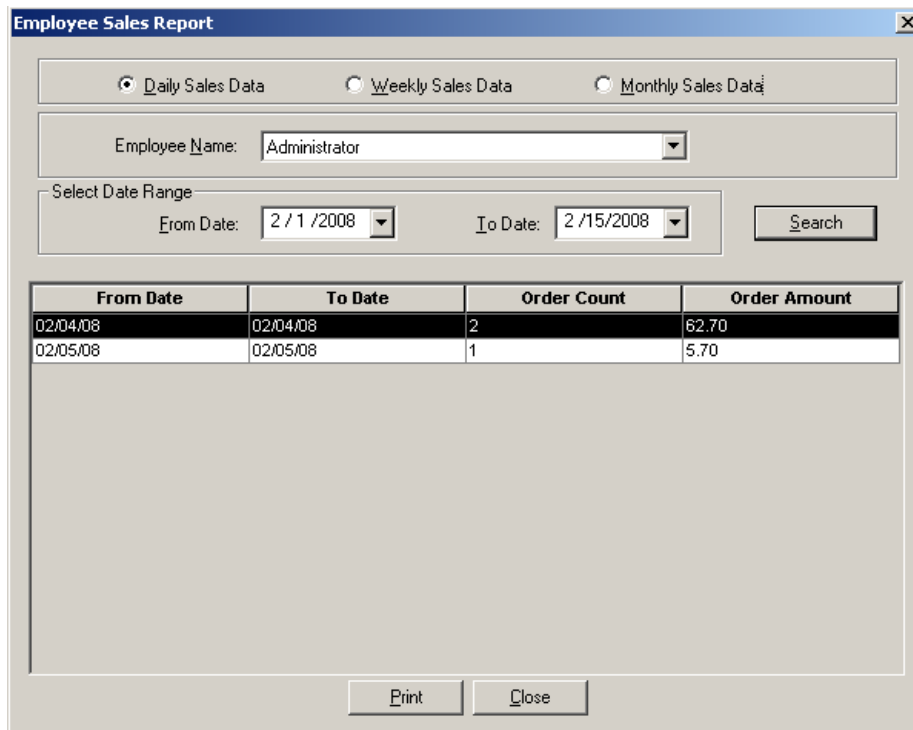 Employee Sales Report
Daily Sales Data Weekly Sales Data Monthly Sales Data
Employee Name: Administrator
Select Date Range
From Date: 2 / 1 /2008 To Date: 2 /15/2008 Search
From Date To Date Order Count Order Amount
02/04/08 02/04/08 2 62.70
02/05/08 02/05/08 1 5.70
Print Close